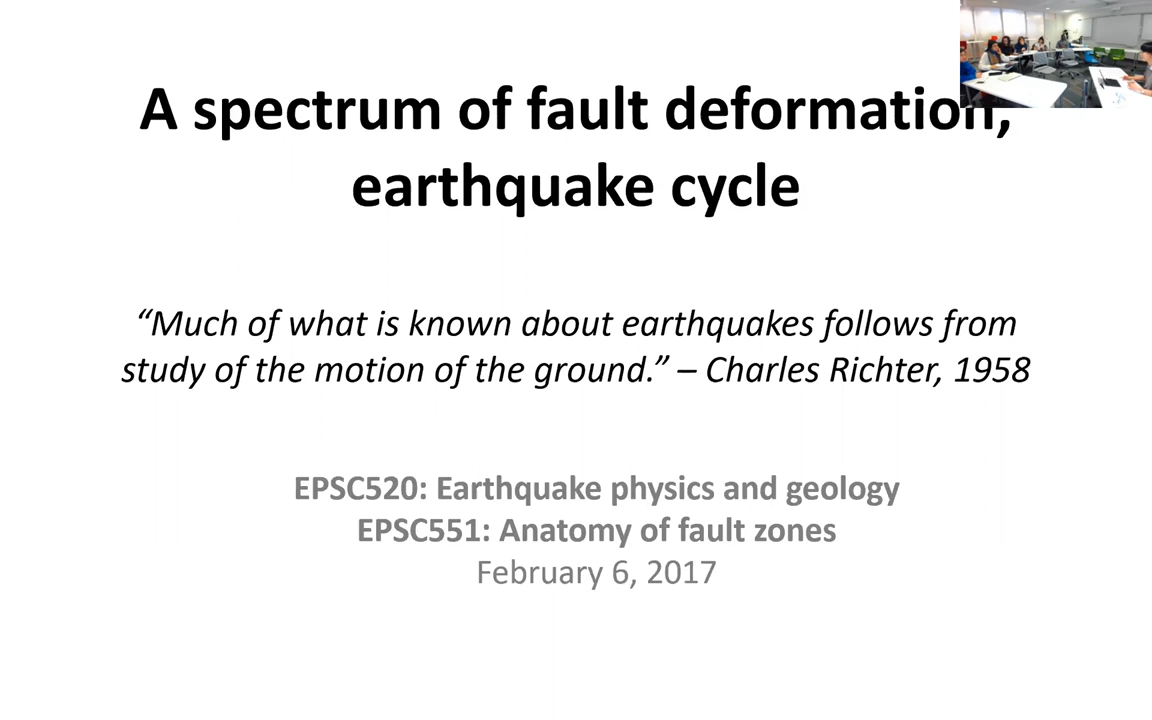 A spectrum of fault deformation,
earthquake cycle
“Much of what is known about earthquakes follows from
study of the motion of the ground.” – Charles Richter, 1958
EPSC520: Earthquake physics and geology
EPSC551: Anatomy of fault zones
February 6, 2017